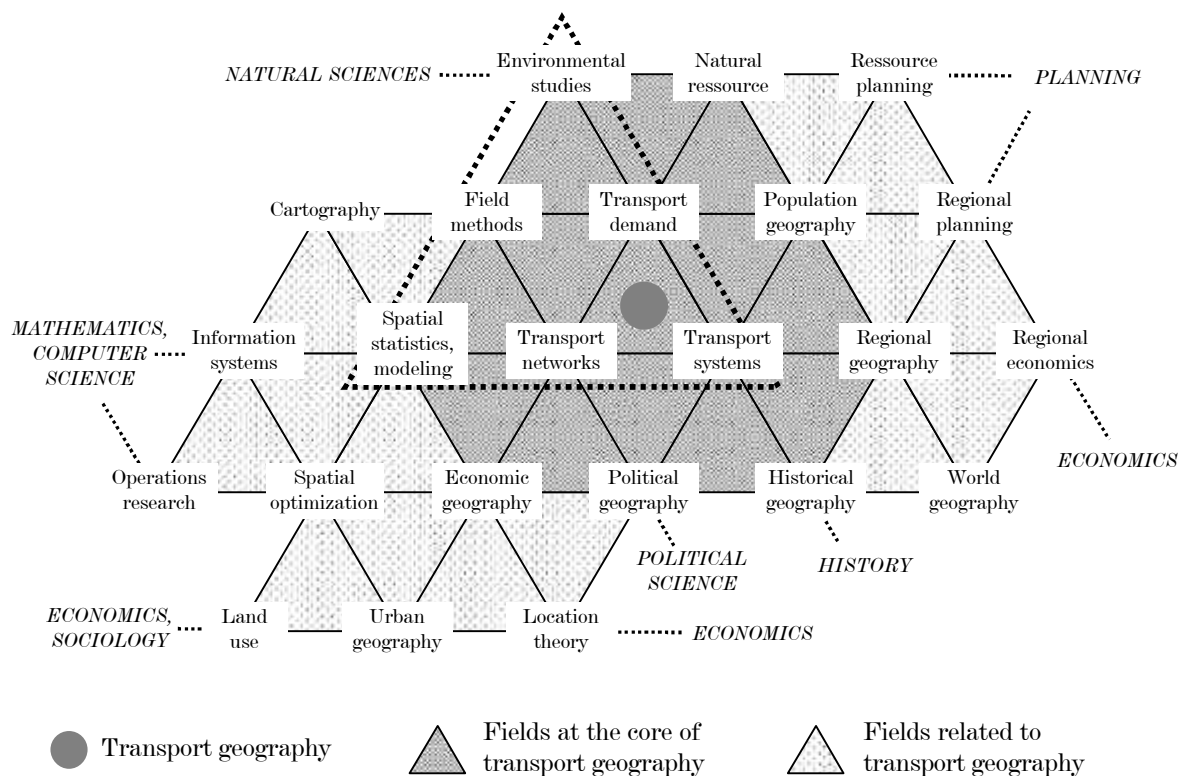 Environmental
studies
Natural
ressource
Ressource
planning
NATURAL SCIENCES
PLANNING
Cartography
Field
methods
Transport
demand
Population
geography
Regional
planning
MATHEMATICS,
COMPUTER
SCIENCE
Information
systems
Spatial
statistics,
modeling
Transport
networks
Transport
systems
Regional
geography
Regional
economics
ECONOMICS
Operations
research
Spatial
optimization
Economic
geography
Political
geography
Historical
geography
World
geography
POLITICAL
SCIENCE
HISTORY
ECONOMICS,
SOCIOLOGY
Land
use
Urban
geography
Location
theory
ECONOMICS
Transport geography
Fields at the core of
transport geography
Fields related to
transport geography